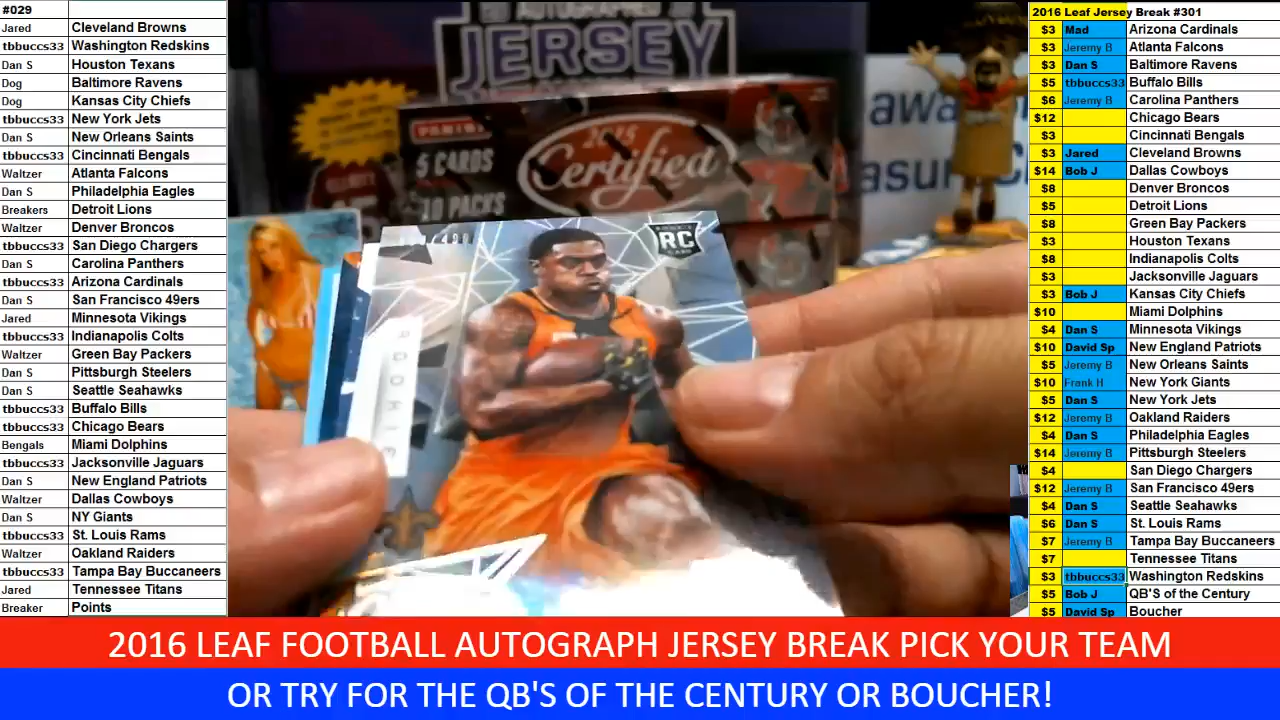 #029
Jared Cleveland Browns
tbbuccs33 Washington Redskins
Dan S Houston Texans
Dog Baltimore Ravens
Dog Kansas City Chiefs
tbbuccs33 New York Jets
Dan S New Orleans Saints
tbbuccs33 Cincinnati Bengals
Waltzer Atlanta Falcons
Dan S Philadelphia Eagles
Breakers Detroit Lions
Waltzer Denver Broncos
tbbuccs33 San Diego Chargers
Dan S Carolina Panthers
tbbuccs33 Arizona Cardinals
Dan S San Francisco 49ers
Jared Minnesota Vikings
tbbuccs33 Indianapolis Colts
Waltzer Green Bay Packers
Dan S Pittsburgh Steelers
Dan S Seattle Seahawks
tbbuccs33 Buffalo Bills
tbbuccs33 Chicago Bears
Bengals Miami Dolphins
tbbuccs33 Jacksonville Jaguars
Dan S New England Patriots
Waltzer Dallas Cowboys
Dan S NY Giants
tbbuccs33 St. Louis Rams
Waltzer Oakland Raiders
tbbuccs33 Tampa Bay Buccaneers
Jared Tennessee Titans
Breaker Points
AUTOGRAPHED
JERSEY
PANINI
2015
Certified
5 CARDS
10 PACKS
RC
ROOKIE
2016 Leaf Jersey Break #301
$3 Mad Arizona Cardinals
$3 Jeremy B Atlanta Falcons
$3 Dan S Baltimore Ravens
$5 tbbuccs33 Buffalo Bills
$6 Jeremy B Carolina Panthers
$12 Chicago Bears
$3 Cincinnati Bengals
$3 Jared Cleveland Browns
$14 Bob J Dallas Cowboys
$8 Denver Broncos
$5 Detroit Lions
$8 Green Bay Packers
$3 Houston Texans
$8 Indianapolis Colts
$3 Jacksonville Jaguars
$3 Bob J Kansas City Chiefs
$10 Miami Dolphins
$4 Dan S Minnesota Vikings
$10 David Sp New England Patriots
$5 Jeremy B New Orleans Saints
$10 Frank H New York Giants
$5 Dan S New York Jets
$12 Jeremy B Oakland Raiders
$4 Dan S Philadelphia Eagles
$14 Jeremy B Pittsburgh Steelers
$4 San Diego Chargers
$12 Jeremy B San Francisco 49ers
$4 Dan S Seattle Seahawks
$6 Dan S St. Louis Rams
$7 Jeremy B Tampa Bay Buccaneers
$7 Tennessee Titans
$3 tbbuccs33 Washington Redskins
$5 Bob J QB'S of the Century
$5 David Sp Boucher
2016 LEAF FOOTBALL AUTOGRAPH JERSEY BREAK PICK YOUR TEAM
OR TRY FOR THE QB'S OF THE CENTURY OR BOUCHER!